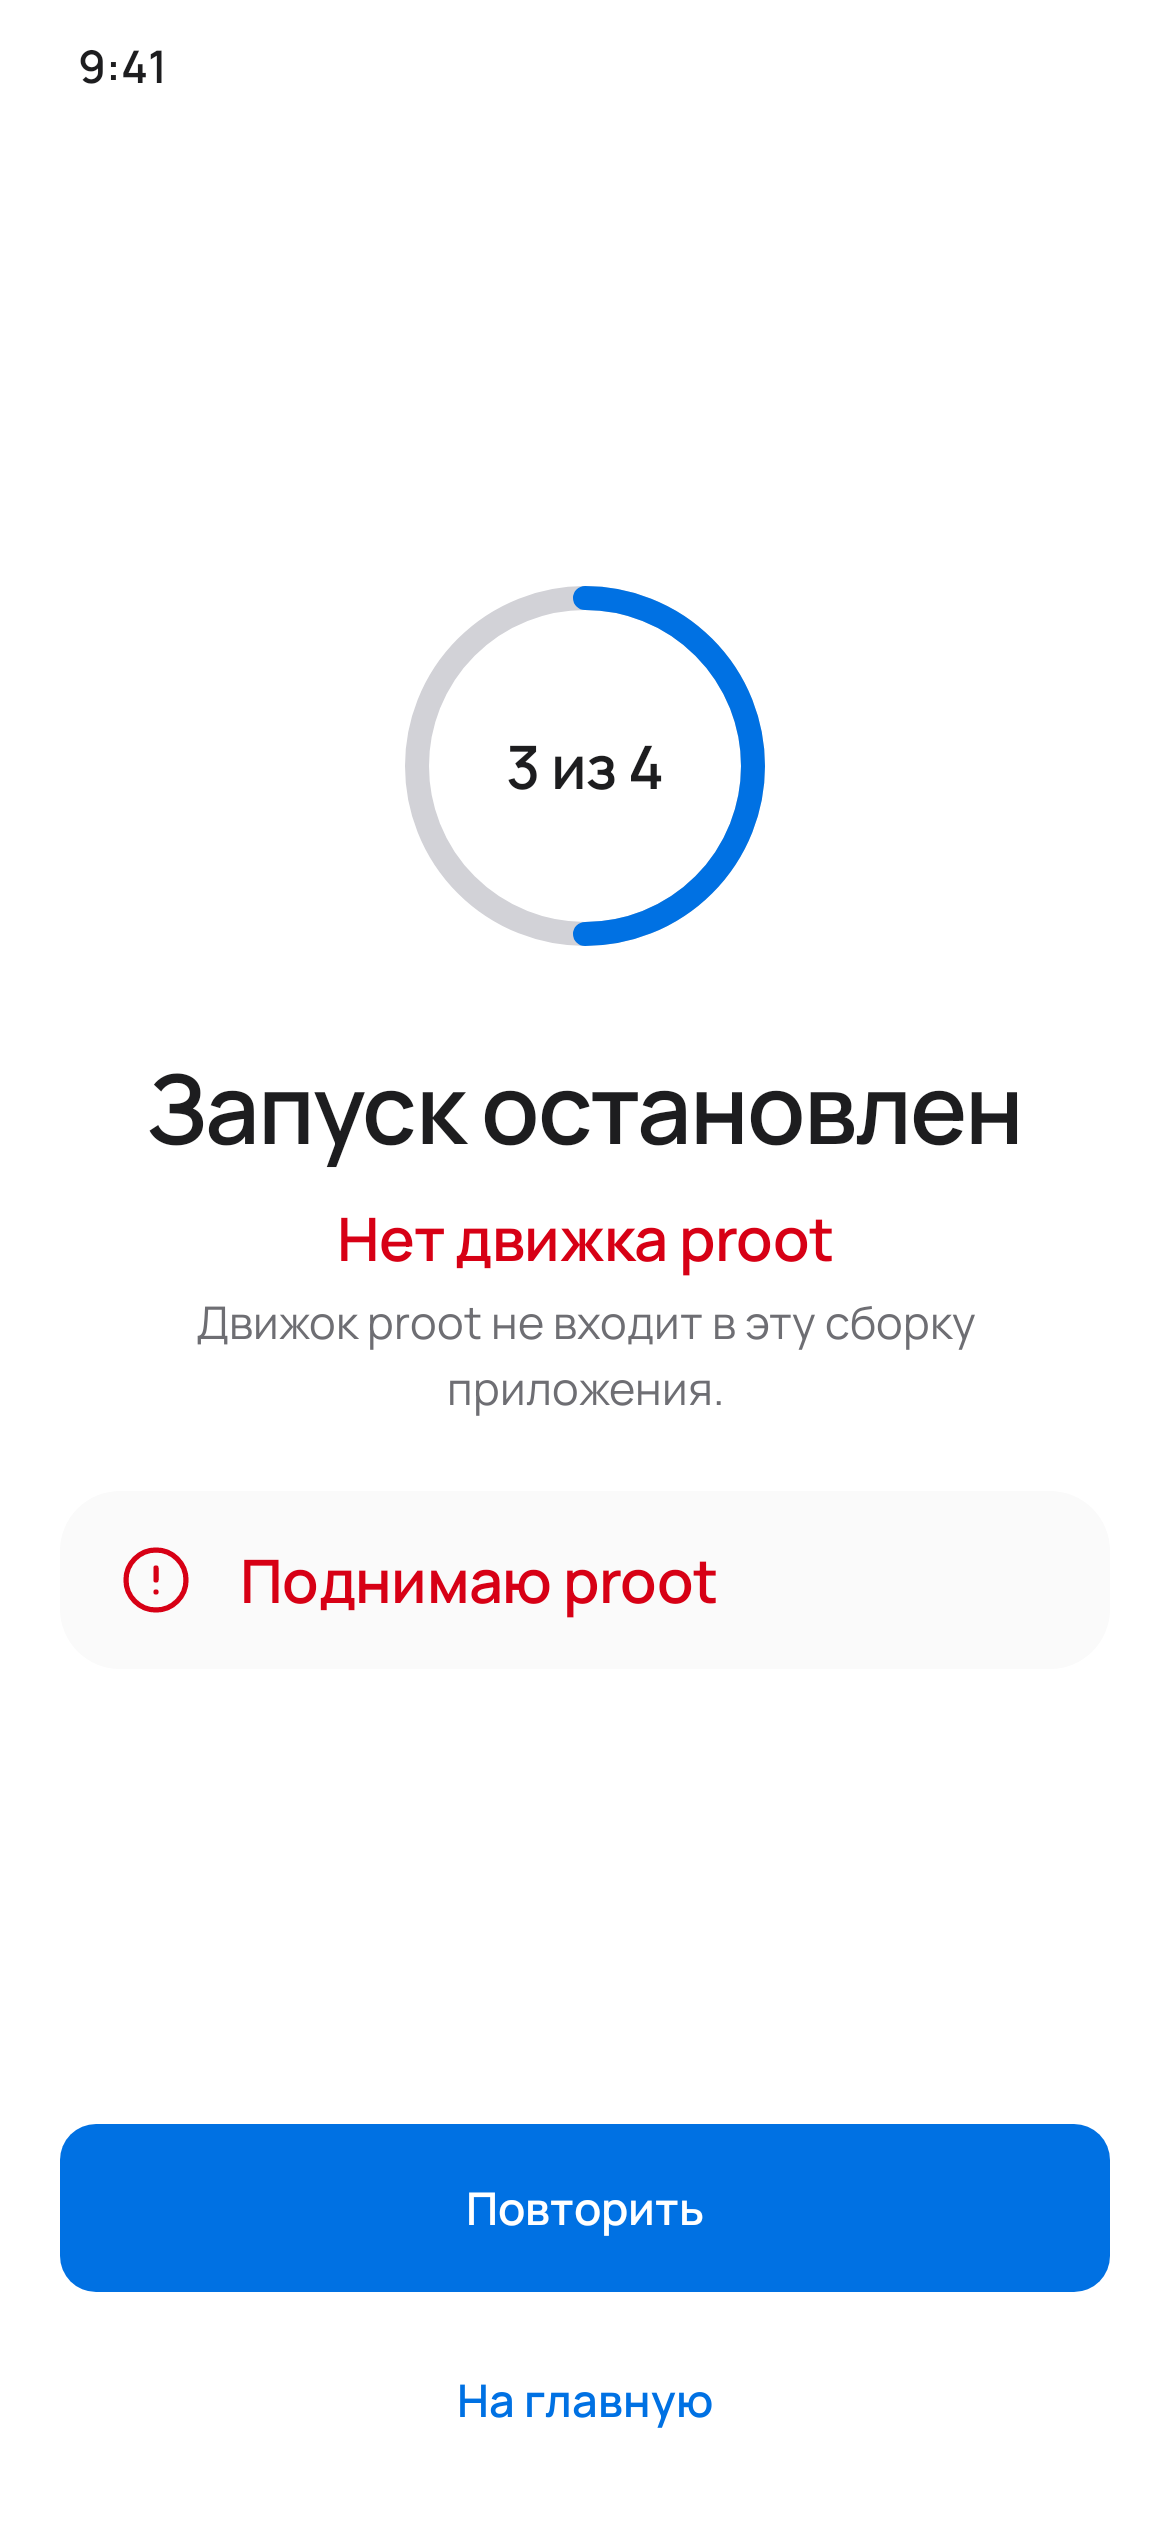 9:41
3 из 4
Запуск остановлен
Нет движка proot
Движок proot не входит в эту сборку
приложения.
Поднимаю proot
Повторить
На главную